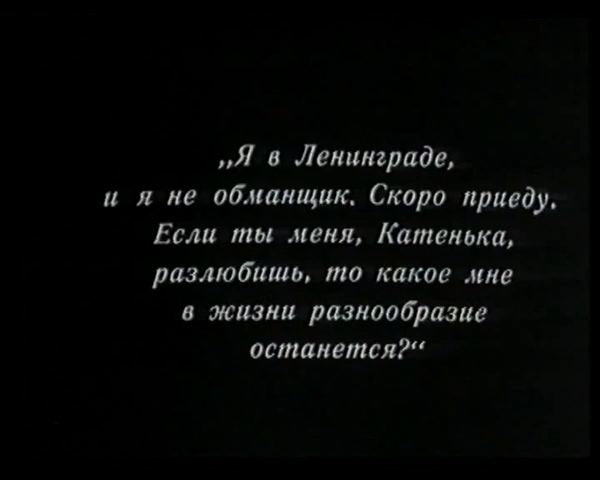 „Я в Ленинграде,
и я не обманщик. Скоро приеду.
Если ты меня, Катенька,
разлюбишь, то какое мне
в жизни разнообразие
останется?“